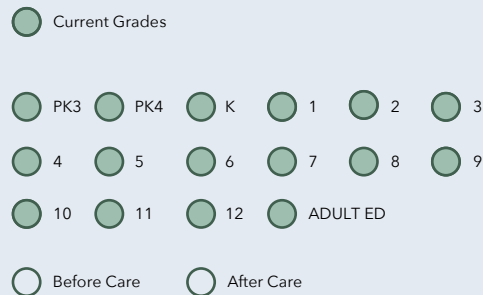 Current Grades
PK3 PK4 K 1 2 3
4 5 6 7 8 9
10 11 12 ADULT ED
Before Care After Care